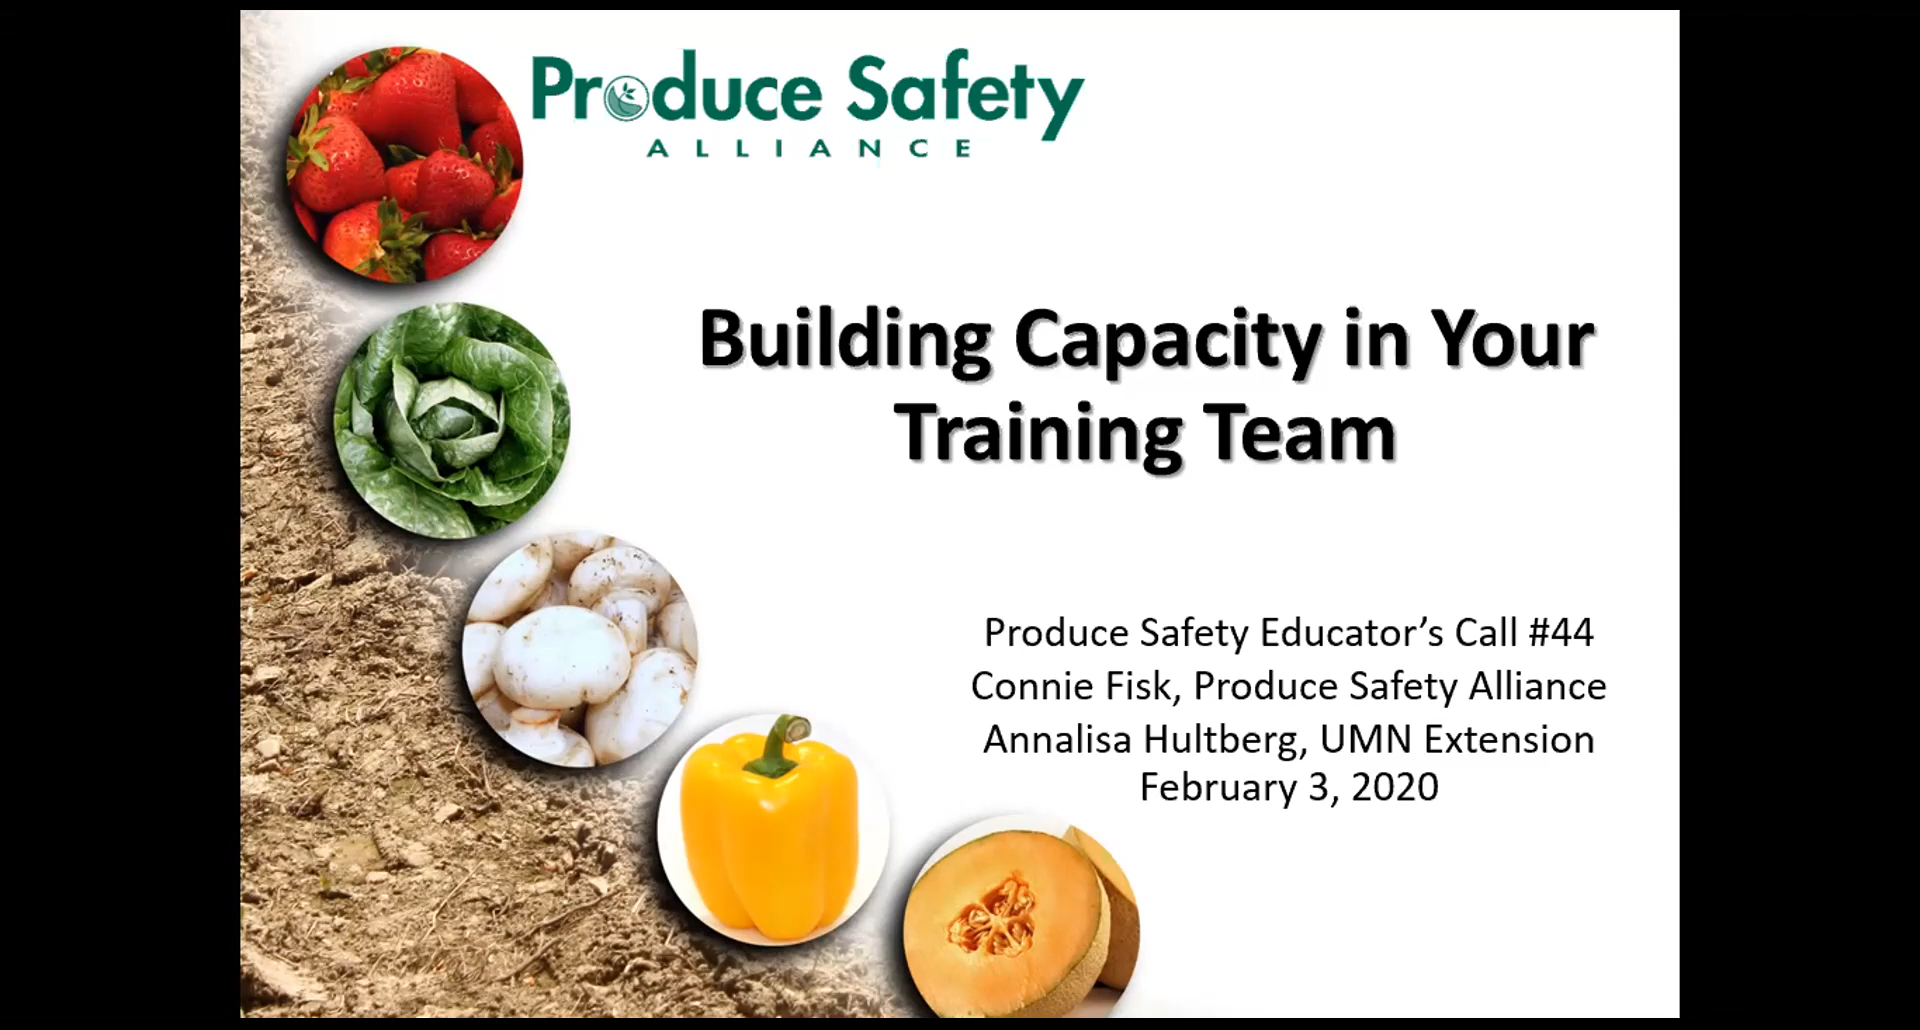 Produce Safety
ALLIANCE
Building Capacity in Your
Training Team
Produce Safety Educator’s Call #44
Connie Fisk, Produce Safety Alliance
Annalisa Hultberg, UMN Extension
February 3, 2020